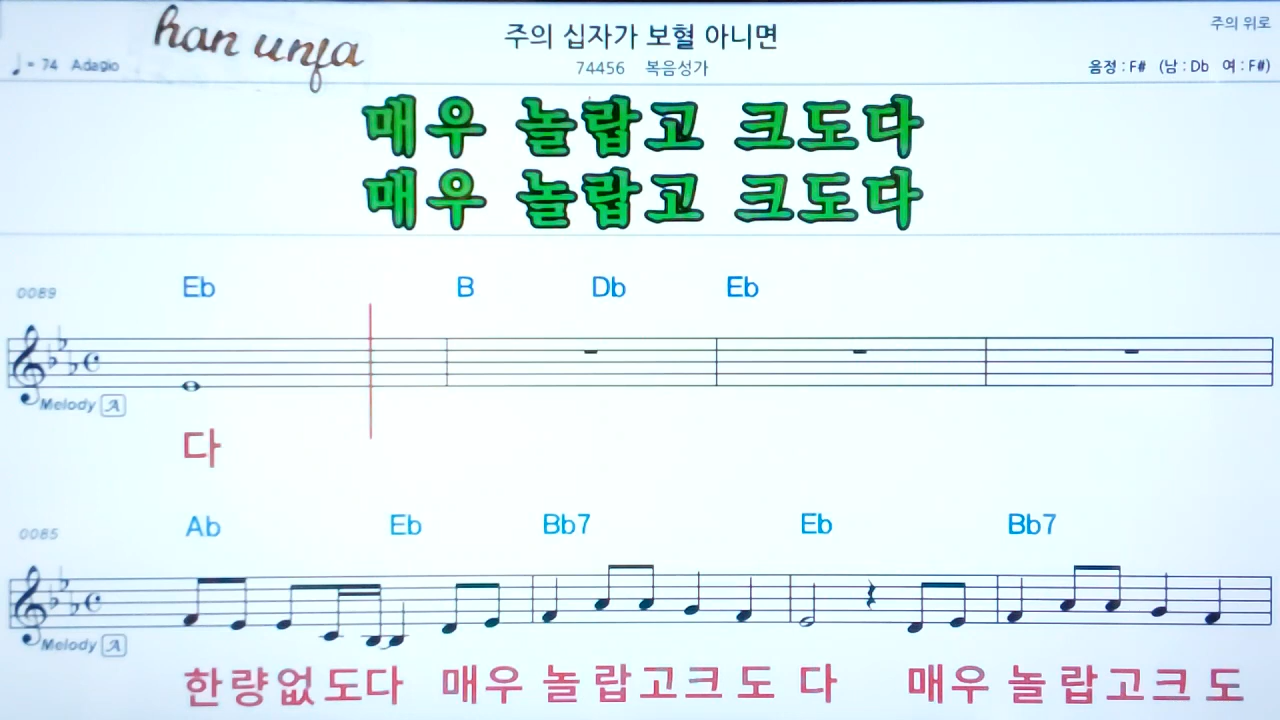 han unfa
주의 십자가 보혈 아니면
주의 위로
♩= 74 Adagio
74456 복음성가
음정 : F# (남 : Db 여 : F#)
매우 놀랍고 크도다
매우 놀랍고 크도다
0089
Eb B Db Eb
Melody A
다
0085
Ab Eb Bb7 Eb Bb7
Melody A
한량없도다 매우 놀랍고크도 다 매우 놀랍고크도